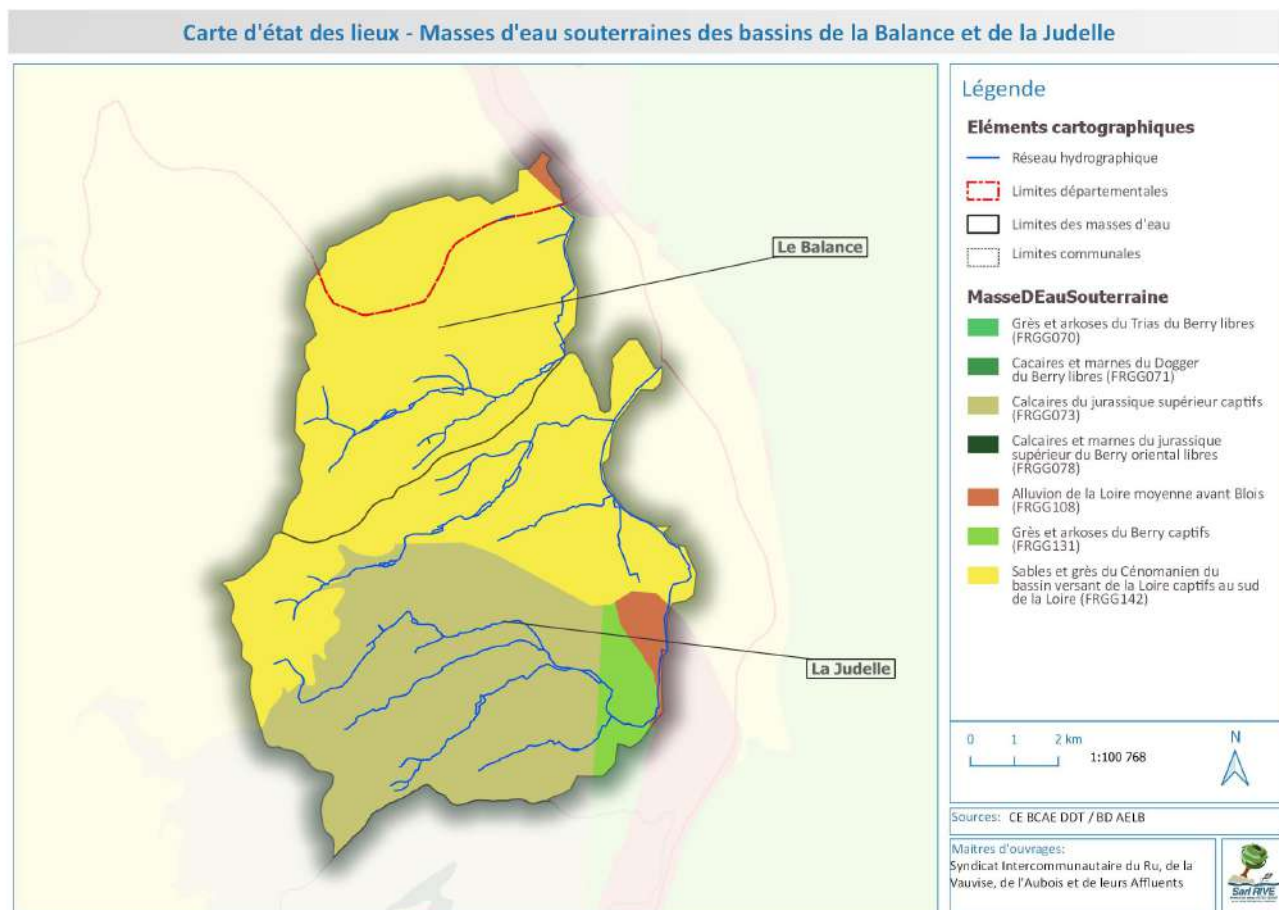 Carte d'état des lieux - Masses d'eau souterraines des bassins de la Balance et de la Judelle
Le Balance
La Judelle
Légende
Eléments cartographiques
Réseau hydrographique
Limites départementales
Limites des masses d'eau
Limites communales
MasseDEauSouterraine
Grès et arkoses du Trias du Berry libres
(FRGG070)
Cacaires et marnes du Dogger
du Berry libres (FRGG071)
Calcaires du jurassique supérieur captifs
(FRGG073)
Calcaires et marnes du jurassique
supérieur du Berry oriental libres
(FRGG078)
Alluvion de la Loire moyenne avant Blois
(FRGG108)
Grès et arkoses du Berry captifs
(FRGG131)
Sables et grès du Cénomanien du
bassin versant de la Loire captifs au sud
de la Loire (FRGG142)
0 1 2 km
1:100 768
N
Sources: CE BCAE DDT / BD AELB
Maitres d'ouvrages:
Syndicat Intercommunautaire du Ru, de la
Vauvise, de l'Aubois et de leurs Affluents
Sarl RIVE